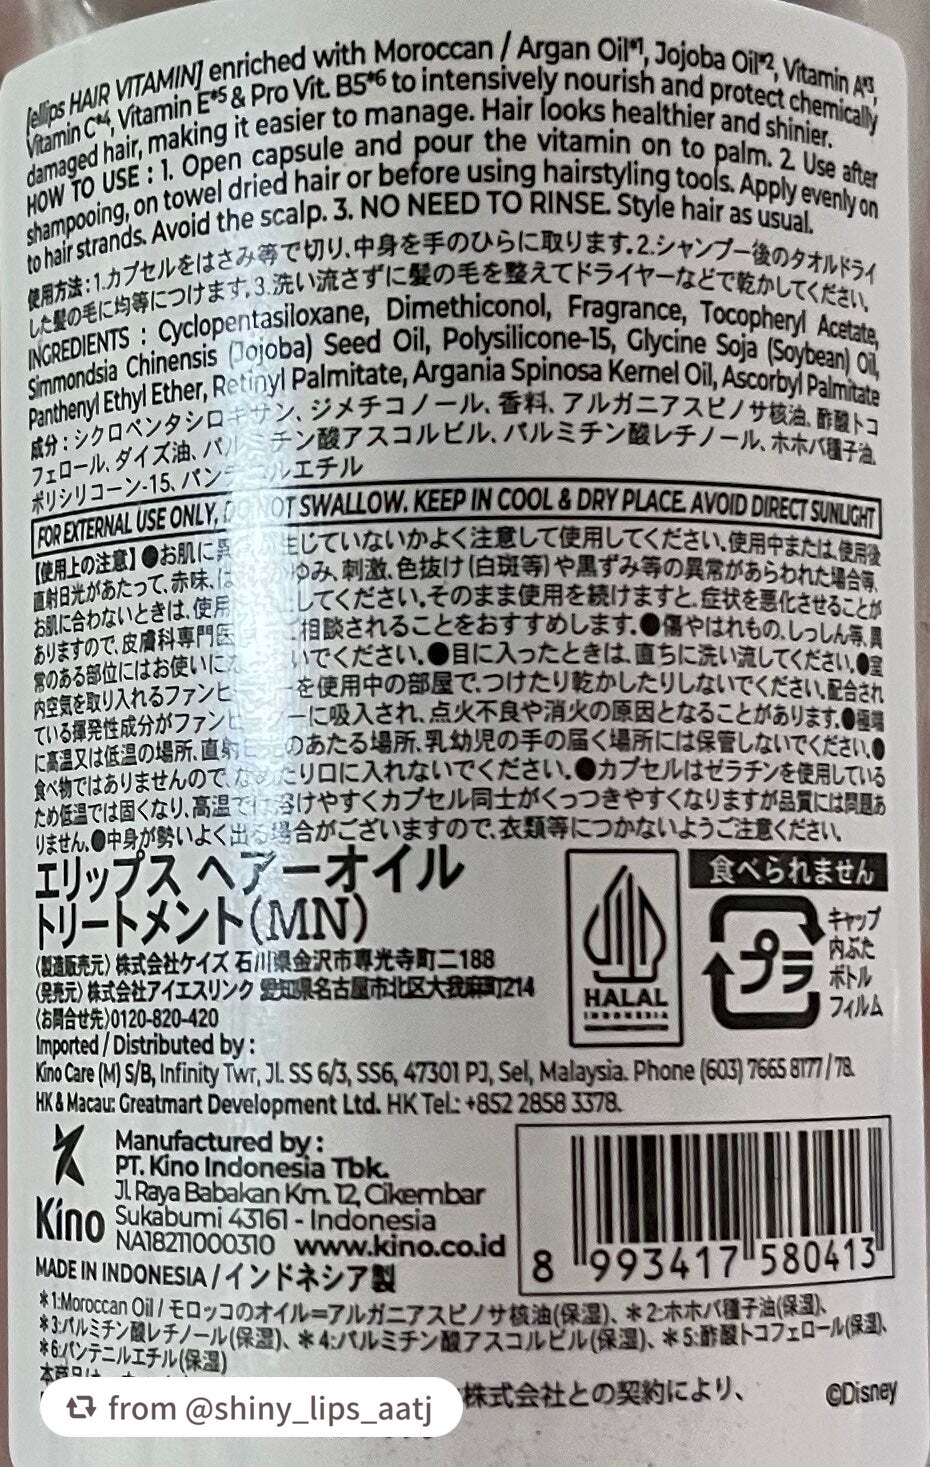 [ellips HAIR VITAMIN] enriched with Moroccan / Argan Oil*1, Jojoba Oil*2, Vitamin A*3,
Vitamin C*4, Vitamin E*5 & Pro Vit. B5*6 to intensively nourish and protect chemically
damaged hair, making it easier to manage. Hair looks healthier and shinier.
HOW TO USE : 1. Open capsule and pour the vitamin on to palm. 2. Use after
shampooing, on towel dried hair or before using hairstyling tools. Apply evenly on
to hair strands. Avoid the scalp. 3. NO NEED TO RINSE. Style hair as usual.
使用方法:1.カプセルをはさみ等で切り、中身を手のひらに取ります。2.シャンプー後のタオルドライ
した髪の毛に均等につけます。3.洗い流さずに髪の毛を整えてドライヤーなどで乾かしてください。
INGREDIENTS : Cyclopentasiloxane, Dimethiconol, Fragrance, Tocopheryl Acetate,
Simmondsia Chinensis (Jojoba) Seed Oil, Polysilicone-15, Glycine Soja (Soybean) Oil,
Panthenyl Ethyl Ether, Retinyl Palmitate, Argania Spinosa Kernel Oil, Ascorbyl Palmitate
成分:シクロペンタシロキサン、ジメチコノール、香料、アルガニアスピノサ核油、酢酸トコ
フェロール、ダイズ油、パルミチン酸アスコルビル、パルミチン酸レチノール、ホホバ種子油、
ポリシリコーン-15、パンテニルエチル
FOR EXTERNAL USE ONLY, DO NOT SWALLOW. KEEP IN COOL & DRY PLACE. AVOID DIRECT SUNLIGHT
【使用上の注意】●お肌に異常が生じていないかよく注意して使用してください。使用中または、使用後
直射日光があたって、赤味、はれ、かゆみ、刺激、色抜け(白斑等)や黒ずみ等の異常があらわれた場合等、
お肌に合わないときは、使用を中止してください。そのまま使用を続けますと、症状を悪化させることが
ありますので、皮膚科専門医等にご相談されることをおすすめします。●傷やはれもの、しっしん等、異
常のある部位にはお使いにならないでください。●目に入ったときは、直ちに洗い流してください。●室
内空気を取り入れるファンヒーターを使用中の部屋で、つけたり乾かしたりしないでください。配合され
ている揮発性成分がファンヒーターに吸入され、点火不良や消火の原因となることがあります。●極端
に高温又は低温の場所、直射日光のあたる場所、乳幼児の手の届く場所には保管しないでください。●
食べ物ではありませんので、なめたり口に入れないでください。●カプセルはゼラチンを使用している
ため低温では固くなり、高温では溶けやすくカプセル同士がくっつきやすくなりますが品質には問題あ
りません。●中身が勢いよく出る場合がございますので、衣類等につかないようご注意ください。
エリップス ヘアーオイル
トリートメント(MN)
〈製造販売元〉株式会社ケイズ 石川県金沢市専光寺町二188
〈発売元〉株式会社アイエスリンク 愛知県名古屋市北区大我麻町214
〈お問合せ先〉0120-820-420
HALAL
INDONESIA
食べられません
プラ
キャップ
内ぶた
ボトル
フィルム
Imported / Distributed by :
Kino Care (M) S/B, Infinity Twr, Jl. SS 6/3, SS6, 47301 PJ, Sel, Malaysia. Phone (603) 7665 8177 / 78.
HK & Macau: Greatmart Development Ltd. HK Tel.: +852 2858 3378.
Kino
Manufactured by :
PT. Kino Indonesia Tbk.
Jl. Raya Babakan Km. 12, Cikembar
Sukabumi 43161 - Indonesia
NA18211000310 www.kino.co.id
8 993417 580413
MADE IN INDONESIA / インドネシア製
*1:Moroccan Oil / モロッコのオイル=アルガニアスピノサ核油(保湿)、*2:ホホバ種子油(保湿)、
*3:パルミチン酸レチノール(保湿)、*4:パルミチン酸アスコルビル(保湿)、*5:酢酸トコフェロール(保湿)、
*6:パンテニルエチル(保湿)
株式会社との契約により、
©Disney
from @shiny_lips_aatj